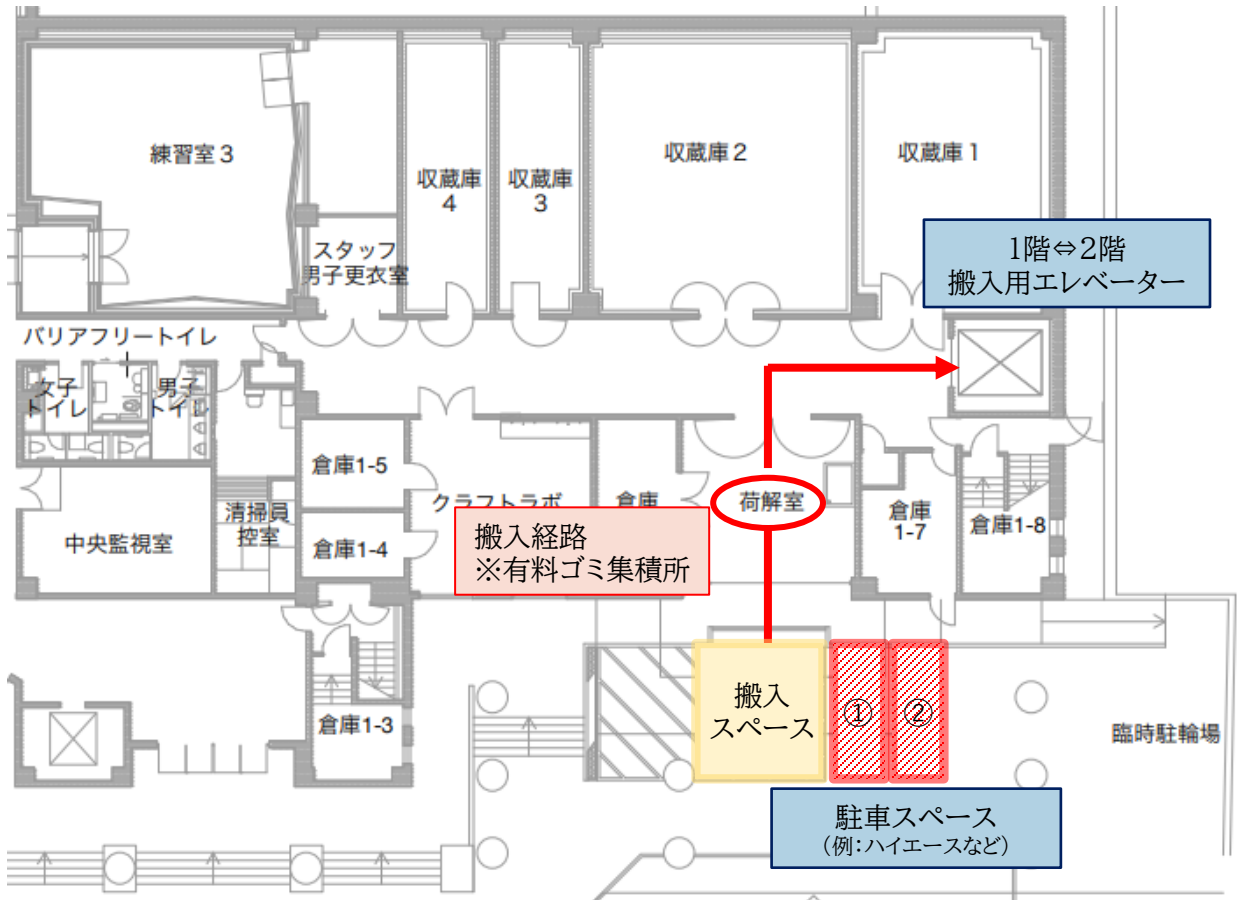 練習室３
収蔵庫
4
収蔵庫
3
収蔵庫２
収蔵庫１
スタッフ
男子更衣室
1階⇔2階
搬入用エレベーター
バリアフリートイレ
女子
トイレ
男子
トイレ
倉庫1-5
クラフトラボ
倉庫
荷解室
倉庫
1-7
倉庫1-8
中央監視室
清掃員
控室
倉庫1-4
搬入経路
※有料ゴミ集積所
倉庫1-3
搬入
スペース
①
②
臨時駐輪場
駐車スペース
(例：ハイエースなど)